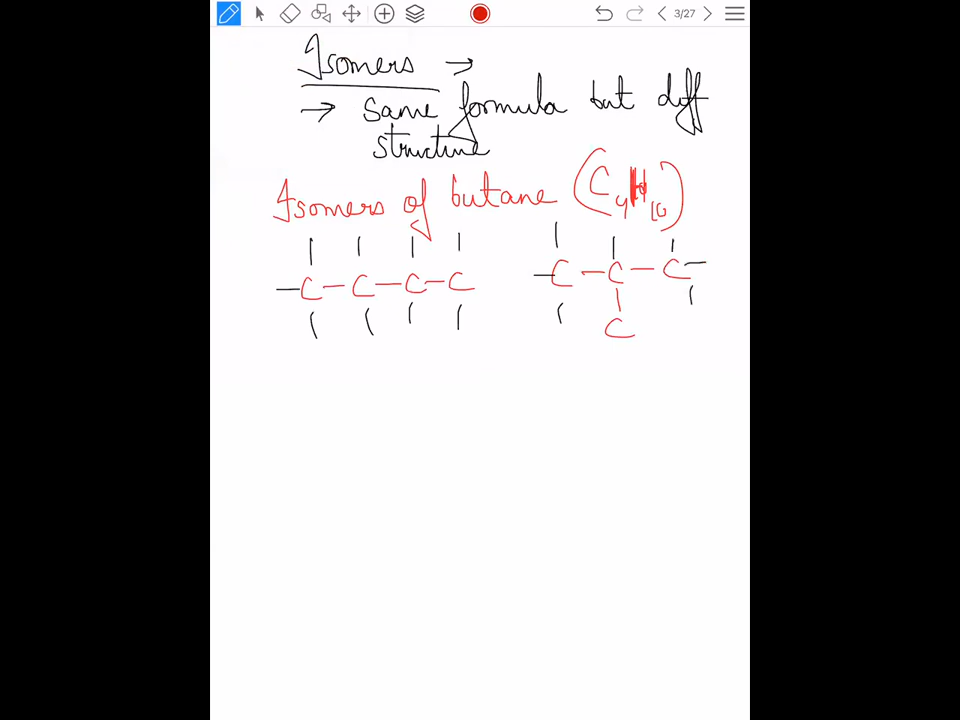 3/27
Isomers →
→ same formula but diff
structure
Isomers of butane (C4H10)
–C–C–C–C –C–C–C–
C